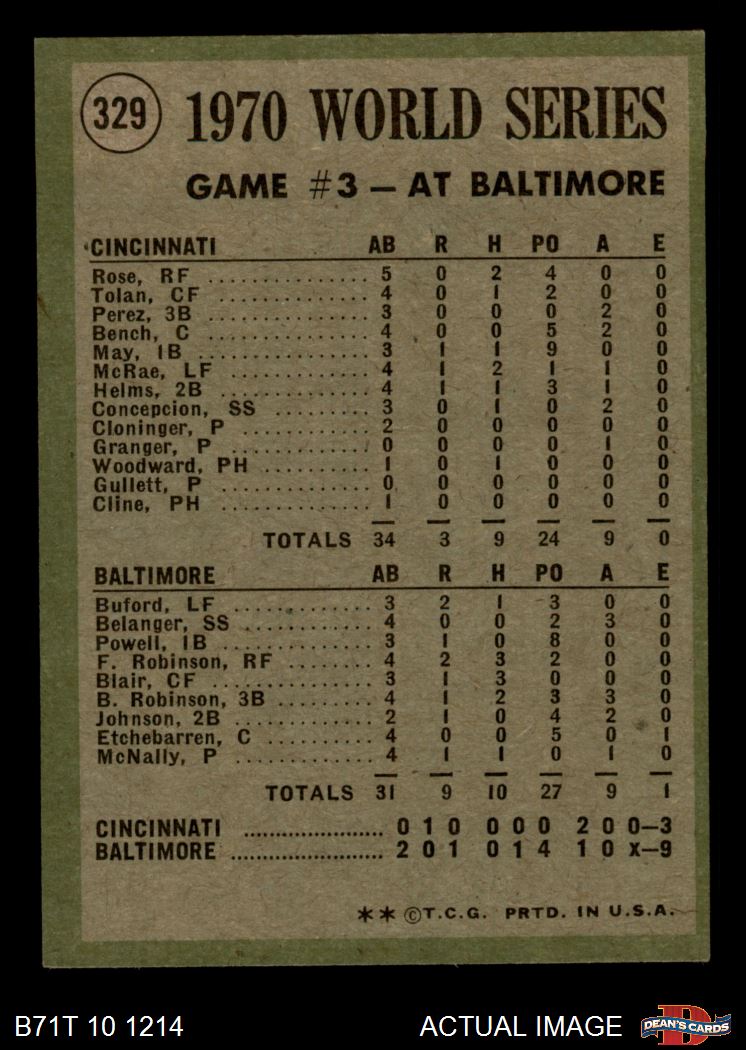 329 1970 WORLD SERIES
GAME #3 — AT BALTIMORE
CINCINNATI AB R H PO A E
Rose, RF ............... 5 0 2 4 0 0
Tolan, CF ............... 4 0 1 2 0 0
Perez, 3B ............... 3 0 0 0 2 0
Bench, C ............... 4 0 0 5 2 0
May, 1B ............... 3 1 1 9 0 0
McRae, LF ............... 4 1 2 1 1 0
Helms, 2B ............... 4 1 1 3 1 0
Concepcion, SS ......... 3 0 1 0 2 0
Cloninger, P ............ 2 0 0 0 0 0
Granger, P ............... 0 0 0 0 1 0
Woodward, PH .......... 1 0 1 0 0 0
Gullett, P ............... 0 0 0 0 0 0
Cline, PH ............... 1 0 0 0 0 0
TOTALS 34 3 9 24 9 0
BALTIMORE AB R H PO A E
Buford, LF ............... 3 2 1 3 0 0
Belanger, SS ............ 4 0 0 2 3 0
Powell, 1B ............... 3 1 0 8 0 0
F. Robinson, RF ........ 4 2 3 2 0 0
Blair, CF ............... 3 1 3 0 0 0
B. Robinson, 3B ......... 4 1 2 3 3 0
Johnson, 2B ............ 2 1 0 4 2 0
Etchebarren, C .......... 4 0 0 5 0 1
McNally, P ............... 4 1 1 0 1 0
TOTALS 31 9 10 27 9 1
CINCINNATI ...................... 0 1 0 0 0 0 2 0 0—3
BALTIMORE ........................ 2 0 1 0 1 4 1 0 x—9
** ©T.C.G. PRTD. IN U.S.A.
B71T 10 1214 ACTUAL IMAGE DEAN'S CARDS